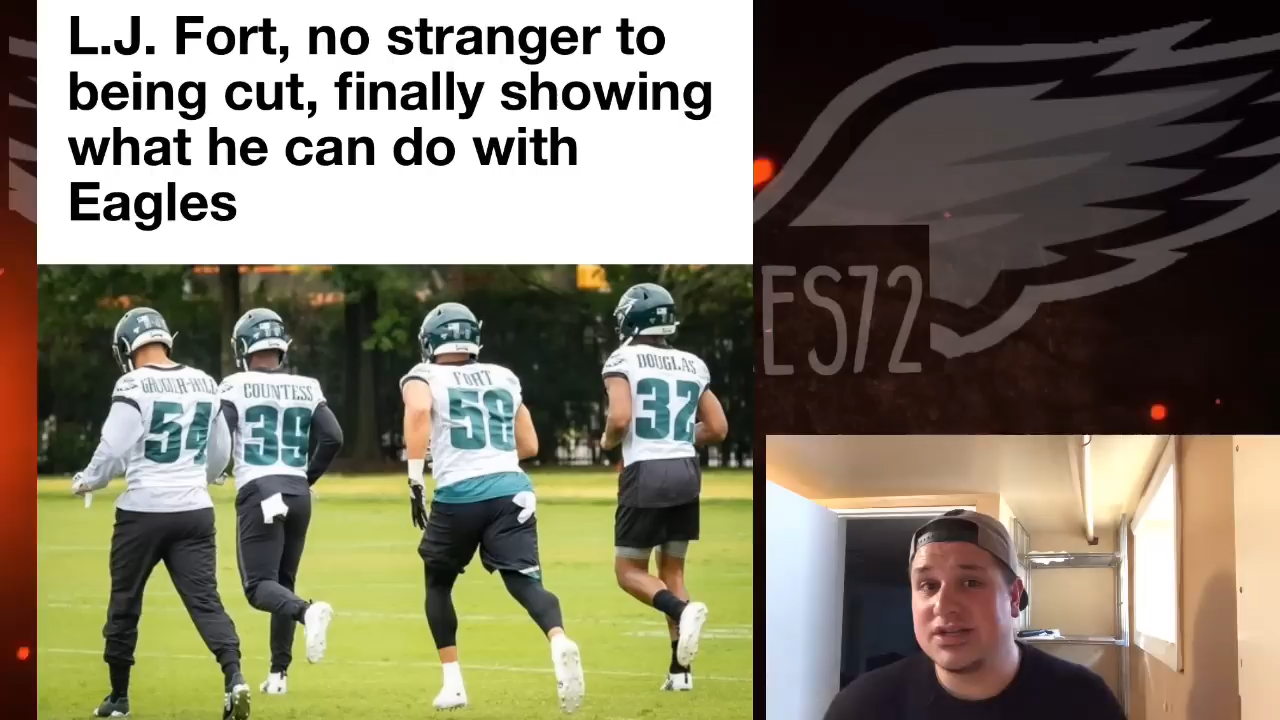 L.J. Fort, no stranger to
being cut, finally showing
what he can do with
Eagles
ES72
COUNTESS
39
FORT
58
DOUGLAS
32
54